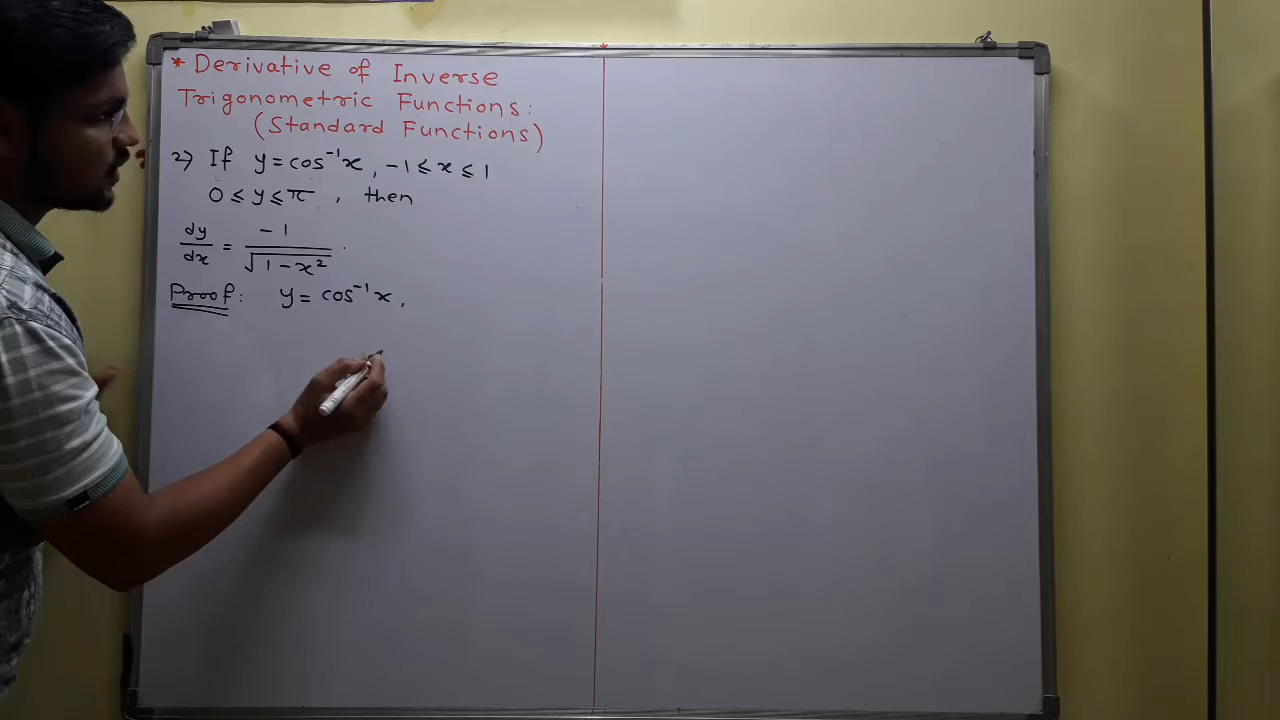 * Derivative of Inverse
Trigonometric Functions:
(Standard Functions)
2) If y = cos⁻¹x, -1 ⩽ x ⩽ 1
0 ⩽ y ⩽ π, then
dy/dx = -1/√(1-x²).
Proof: y = cos⁻¹x,